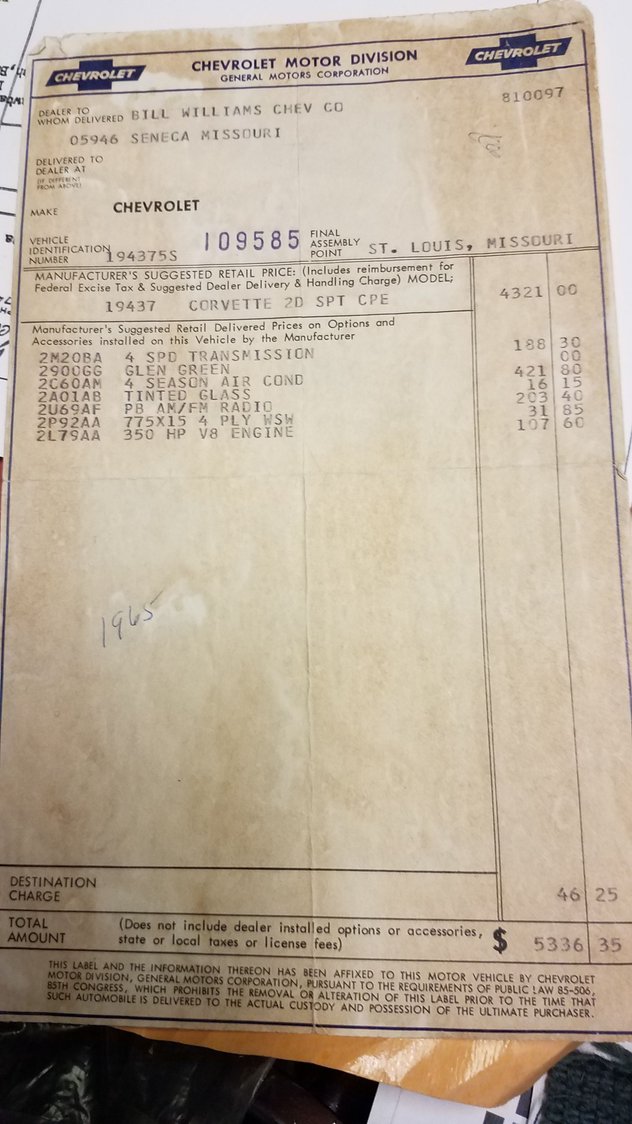 CHEVROLET
CHEVROLET MOTOR DIVISION
GENERAL MOTORS CORPORATION
CHEVROLET
810097
DEALER TO
WHOM DELIVERED BILL WILLIAMS CHEV CO
05946 SENECA MISSOURI
DELIVERED TO
DEALER AT
(IF DIFFERENT
FROM ABOVE)
MAKE CHEVROLET
VEHICLE
IDENTIFICATION
NUMBER 194375S 109585 FINAL
ASSEMBLY
POINT ST. LOUIS, MISSOURI
MANUFACTURER'S SUGGESTED RETAIL PRICE: (Includes reimbursement for
Federal Excise Tax & Suggested Dealer Delivery & Handling Charge) MODEL;
19437 CORVETTE 2D SPT CPE 4321 00
Manufacturer's Suggested Retail Delivered Prices on Options and
Accessories installed on this Vehicle by the Manufacturer
2M20BA 4 SPD TRANSMISSION 188 30
2900GG GLEN GREEN 00
2C60AM 4 SEASON AIR COND 421 80
2A01AB TINTED GLASS 16 15
2U69AF PB AM/FM RADIO 203 40
2P92AA 775X15 4 PLY WSW 31 85
2L79AA 350 HP V8 ENGINE 107 60
1965
DESTINATION
CHARGE 46 25
TOTAL
AMOUNT (Does not include dealer installed options or accessories,
state or local taxes or license fees) $ 5336 35
THIS LABEL AND THE INFORMATION THEREON HAS BEEN AFFIXED TO THIS MOTOR VEHICLE BY CHEVROLET
MOTOR DIVISION, GENERAL MOTORS CORPORATION, PURSUANT TO THE REQUIREMENTS OF PUBLIC LAW 85-506,
85TH CONGRESS, WHICH PROHIBITS THE REMOVAL OR ALTERATION OF THIS LABEL PRIOR TO THE TIME THAT
SUCH AUTOMOBILE IS DELIVERED TO THE ACTUAL CUSTODY AND POSSESSION OF THE ULTIMATE PURCHASER.